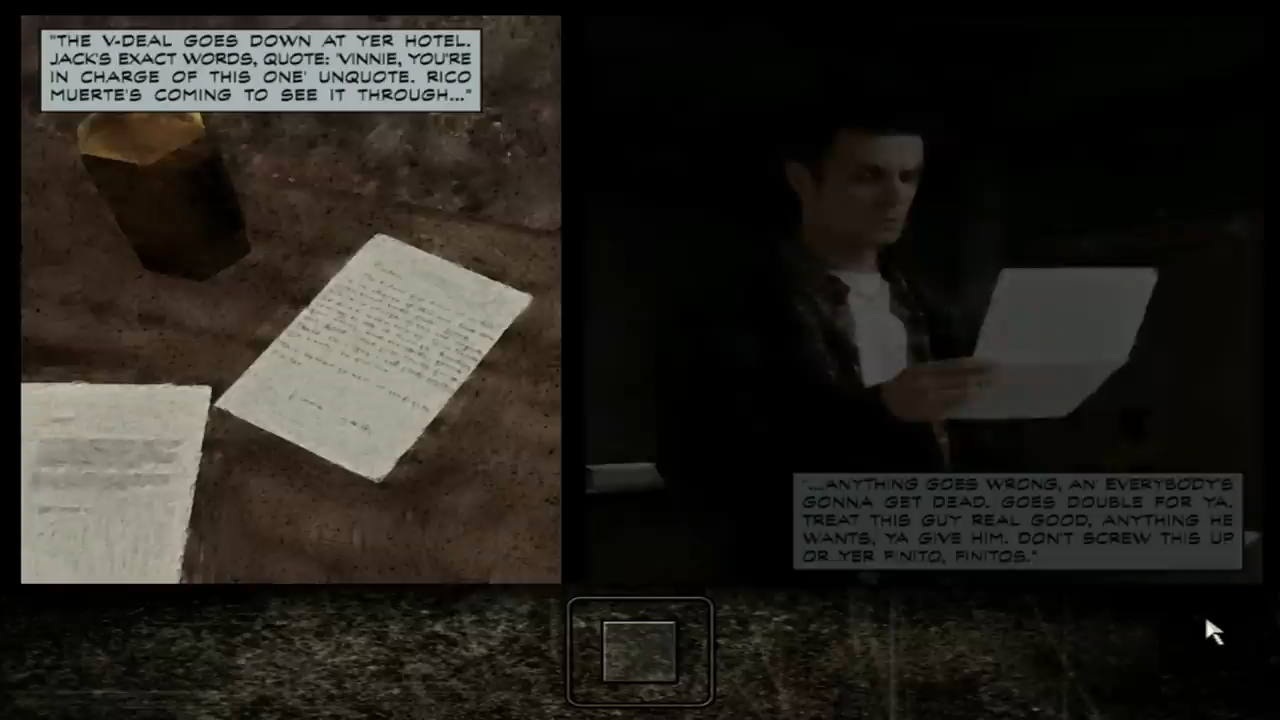 "THE V-DEAL GOES DOWN AT YER HOTEL.
JACK'S EXACT WORDS, QUOTE: 'VINNIE, YOU'RE
IN CHARGE OF THIS ONE' UNQUOTE. RICO
MUERTE'S COMING TO SEE IT THROUGH..."
"...ANYTHING GOES WRONG, AN' EVERYBODY'S
GONNA GET DEAD. GOES DOUBLE FOR YA.
TREAT THIS GUY REAL GOOD, ANYTHING HE
WANTS, YA GIVE HIM. DON'T SCREW THIS UP
OR YER FINITO, FINITOS."